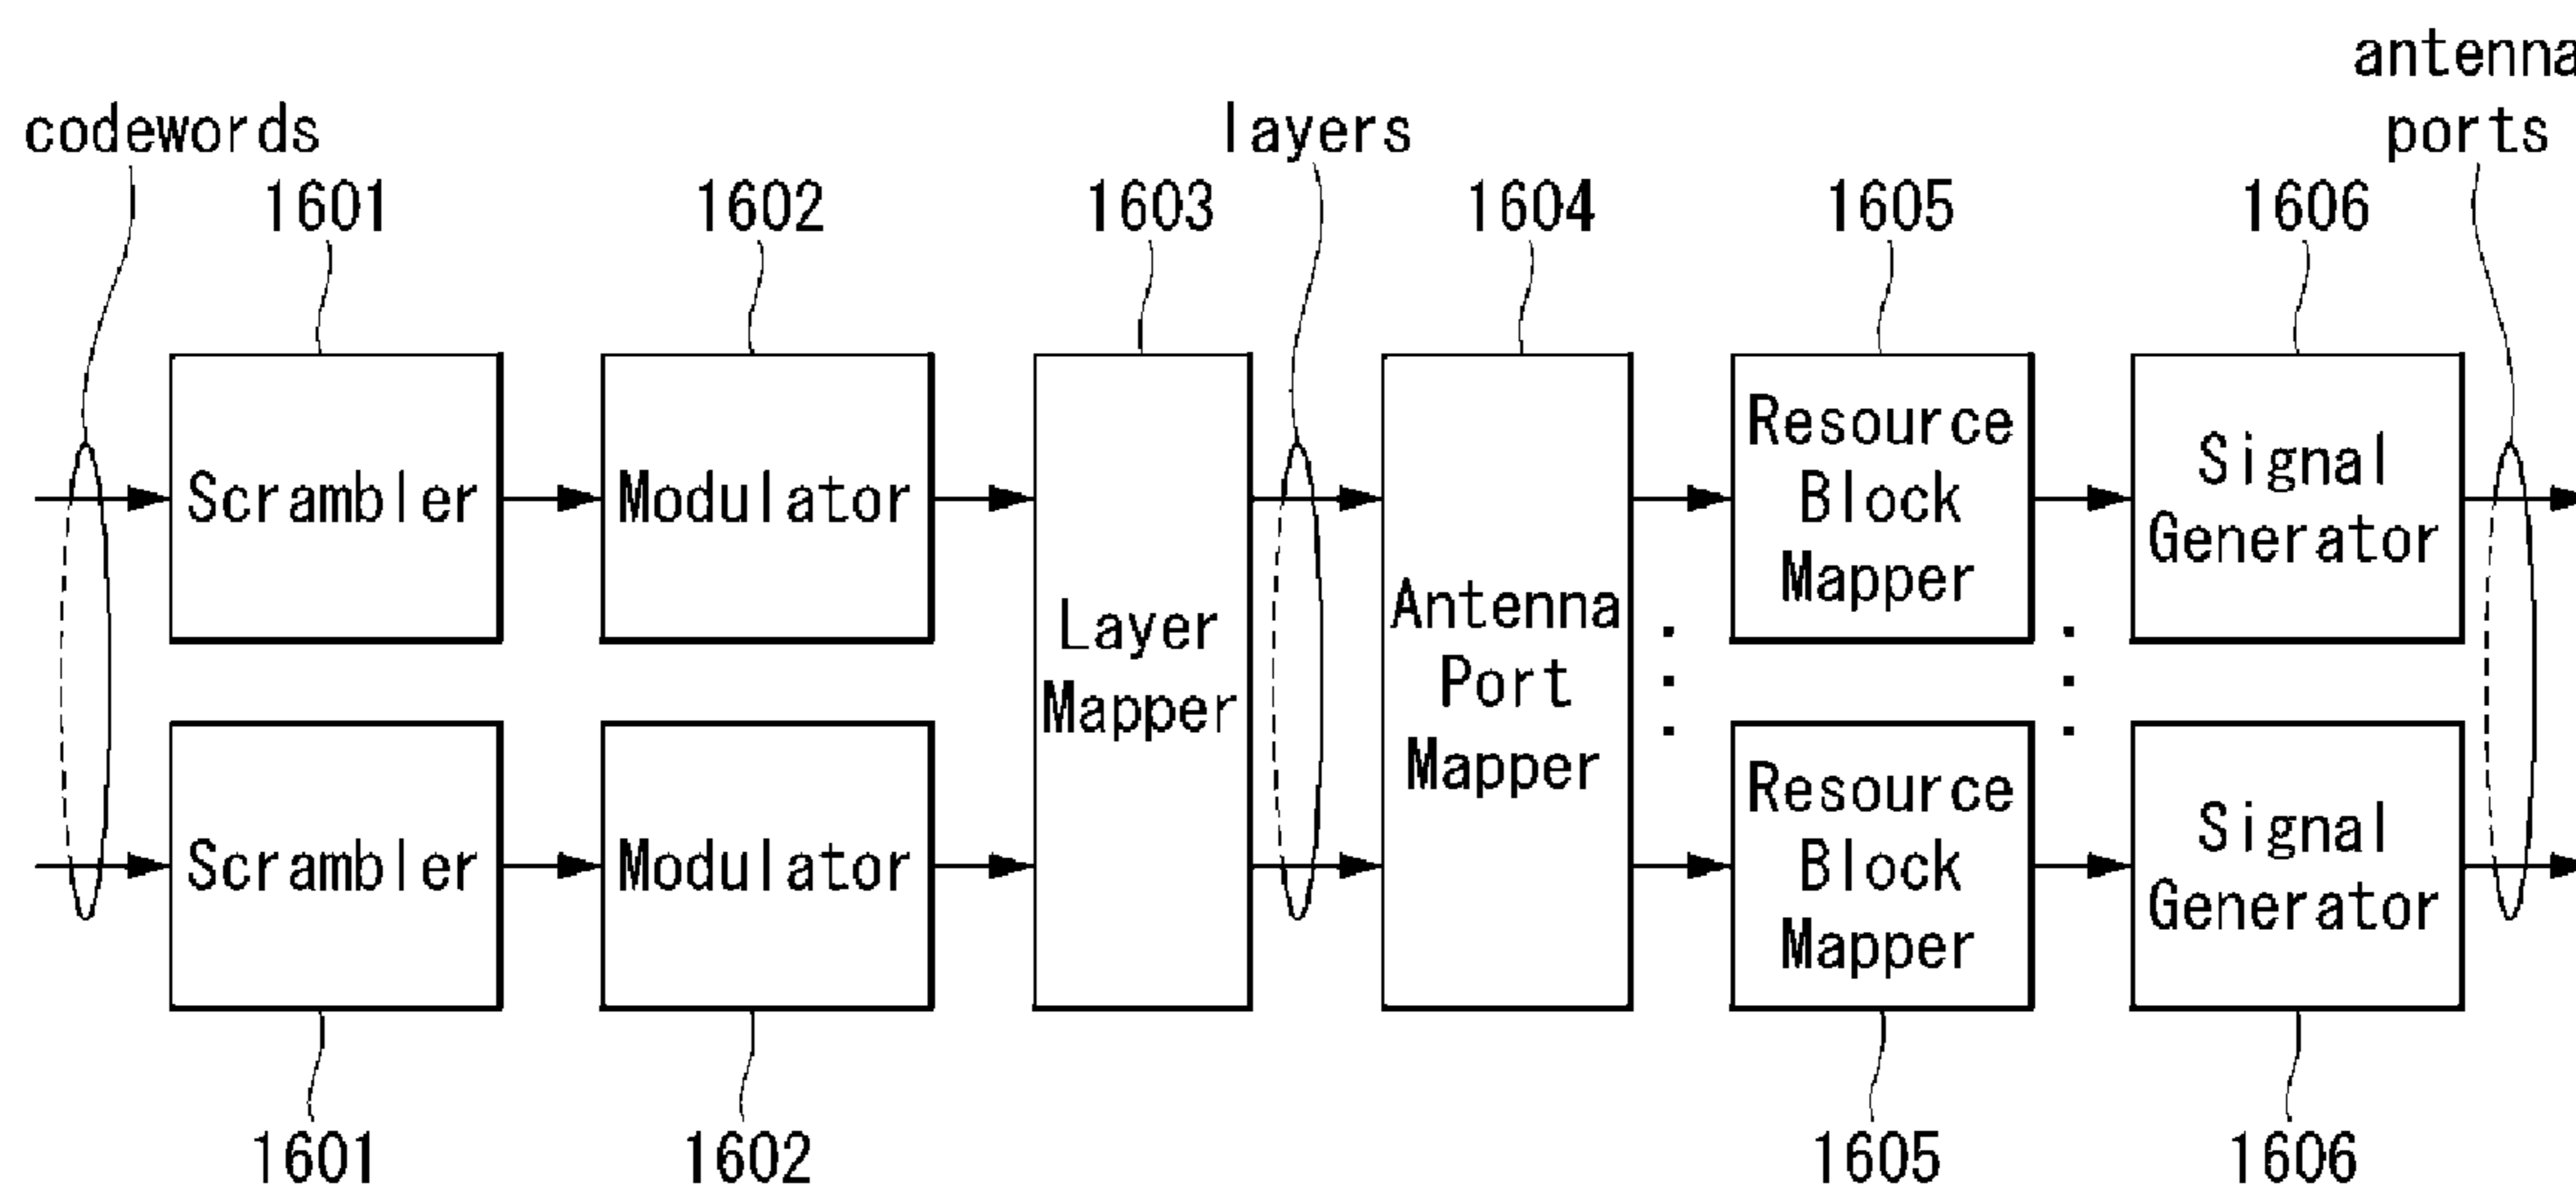 antenna
ports
codewords
layers
1601
1602
1603
1604
1605
1606
Scrambler
Modulator
Layer
Mapper
Antenna
Port
Mapper
Resource
Block
Mapper
Signal
Generator
Scrambler
Modulator
Resource
Block
Mapper
Signal
Generator
1601
1602
1605
1606